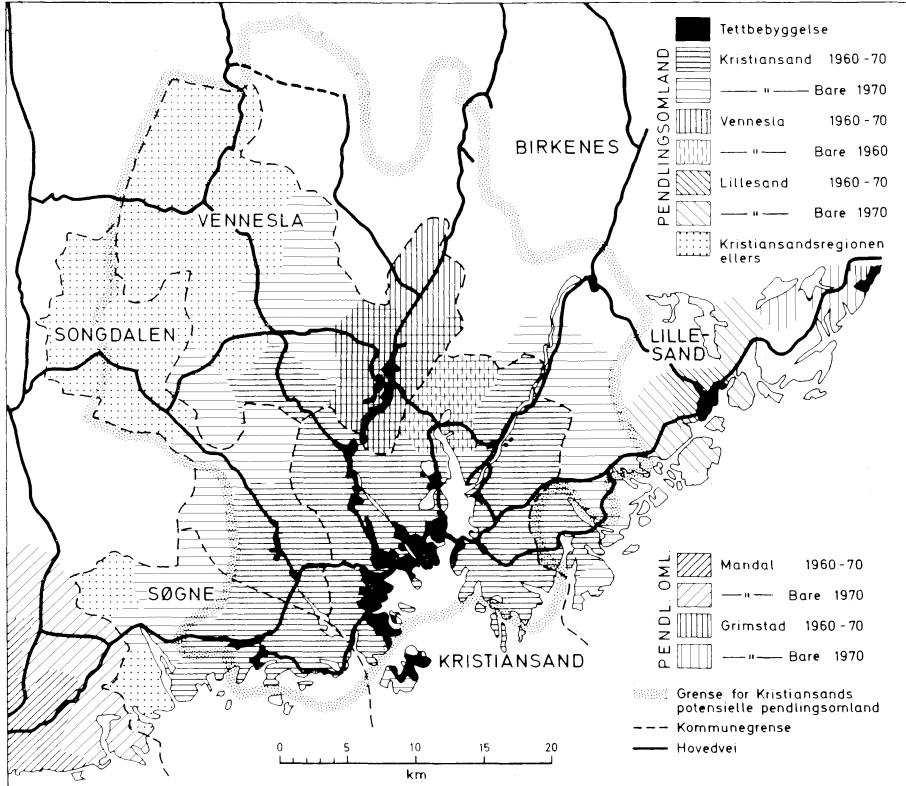 Tettbebyggelse
PENDLINGSOMLAND
Kristiansand 1960-70
— " — Bare 1970
Vennesla 1960-70
— " — Bare 1960
Lillesand 1960-70
— " — Bare 1970
Kristiansandsregionen
ellers
BIRKENES
VENNESLA
SONGDALEN
LILLE-
SAND
SØGNE
KRISTIANSAND
PENDL. OML.
Mandal 1960-70
— " — Bare 1970
Grimstad 1960-70
— " — Bare 1970
Grense for Kristiansands
potensielle pendlingsomland
Kommunegrense
Hovedvei
0 5 10 15 20
km